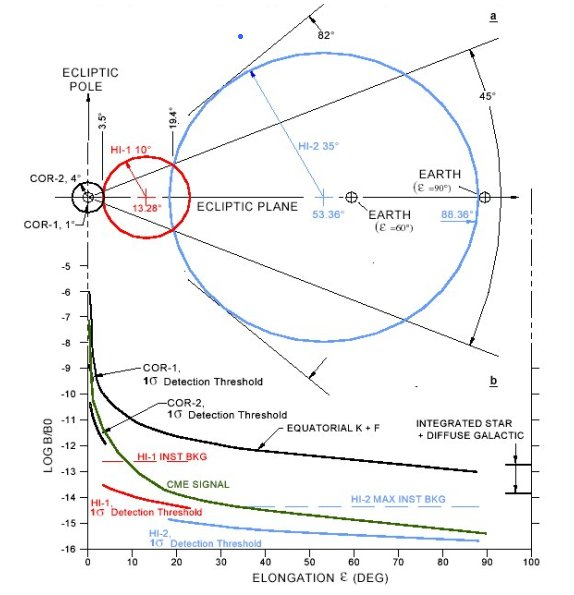 a
82°
ECLIPTIC
POLE
45°
3.5°
19.4°
HI-1 10°
HI-2 35°
COR-2, 4°
EARTH
(ε =90°)
13.28°
ECLIPTIC PLANE
53.36°
EARTH
(ε =60°)
88.36°
COR-1, 1°
-5
-6
b
-7
-8
COR-1,
1σ Detection Threshold
-9
COR-2,
1σ Detection Threshold
-10
INTEGRATED STAR
+ DIFFUSE GALACTIC
EQUATORIAL K + F
-11
-12
HI-1 INST BKG
-13
CME SIGNAL
HI-2 MAX INST BKG
-14
HI-1,
1σ Detection Threshold
-15
HI-2,
1σ Detection Threshold
-16
LOG B/B0
0 10 20 30 40 50 60 70 80 90 100
ELONGATION ε (DEG)